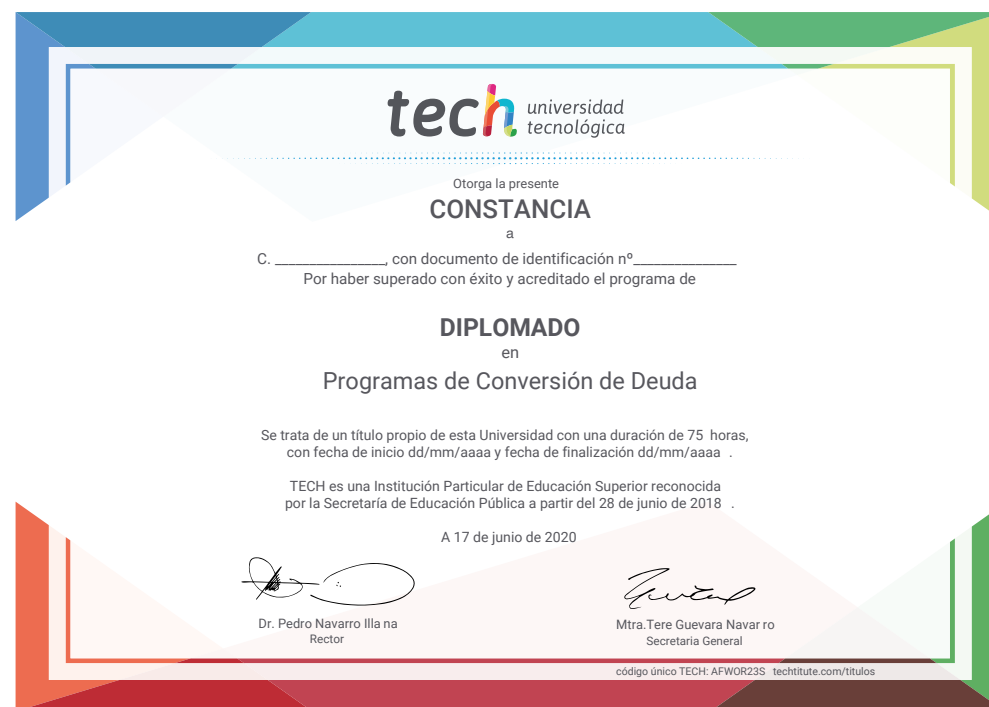 tech universidad
tecnológica
Otorga la presente
CONSTANCIA
a
C. ________________, con documento de identificación nº_______________
Por haber superado con éxito y acreditado el programa de
DIPLOMADO
en
Programas de Conversión de Deuda
Se trata de un título propio de esta Universidad con una duración de 75 horas,
con fecha de inicio dd/mm/aaaa y fecha de finalización dd/mm/aaaa .
TECH es una Institución Particular de Educación Superior reconocida
por la Secretaría de Educación Pública a partir del 28 de junio de 2018 .
A 17 de junio de 2020
Dr. Pedro Navarro Illa na
Rector
Mtra.Tere Guevara Navar ro
Secretaria General
código único TECH: AFWOR23S techtitute.com/titulos